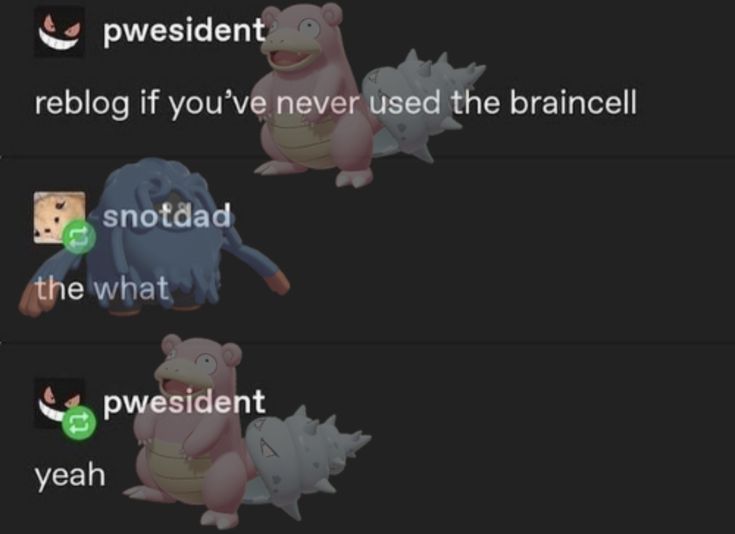 pwesident
reblog if you've never used the braincell
snotdad
the what
pwesident
yeah